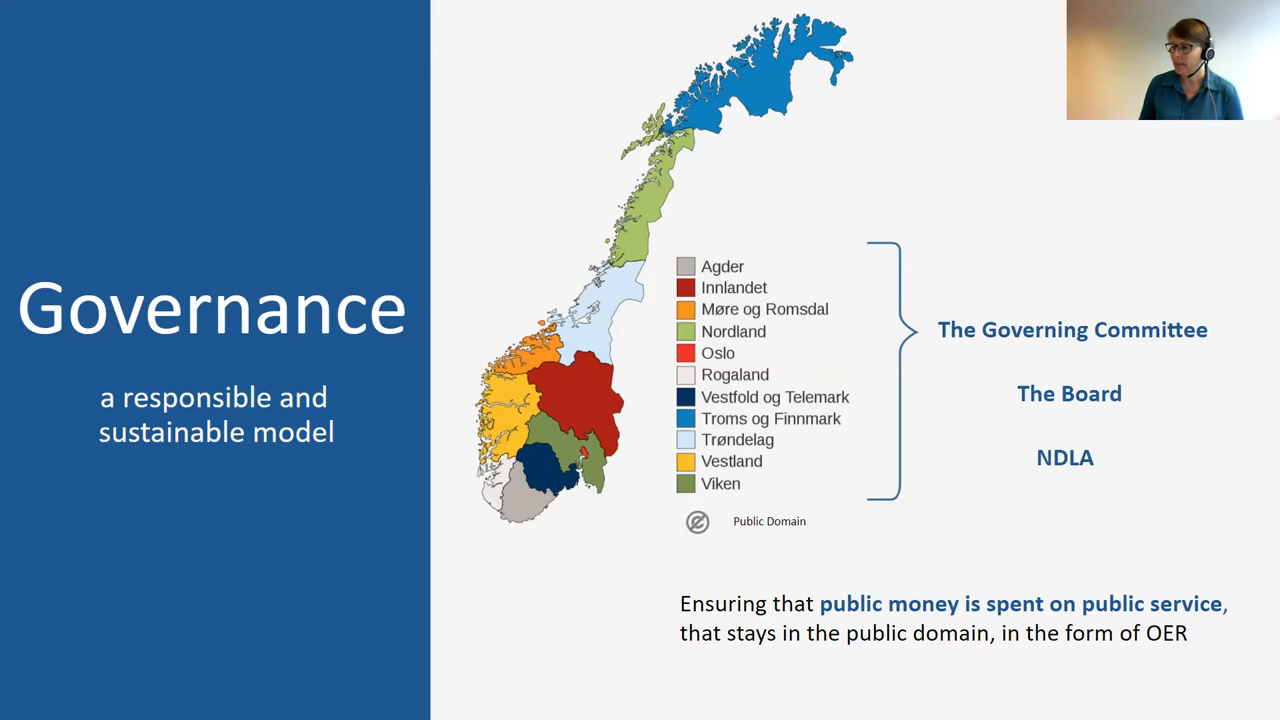 Governance
a responsible and
sustainable model
Agder
Innlandet
Møre og Romsdal
Nordland
Oslo
Rogaland
Vestfold og Telemark
Troms og Finnmark
Trøndelag
Vestland
Viken
Public Domain
The Governing Committee
The Board
NDLA
Ensuring that public money is spent on public service,
that stays in the public domain, in the form of OER